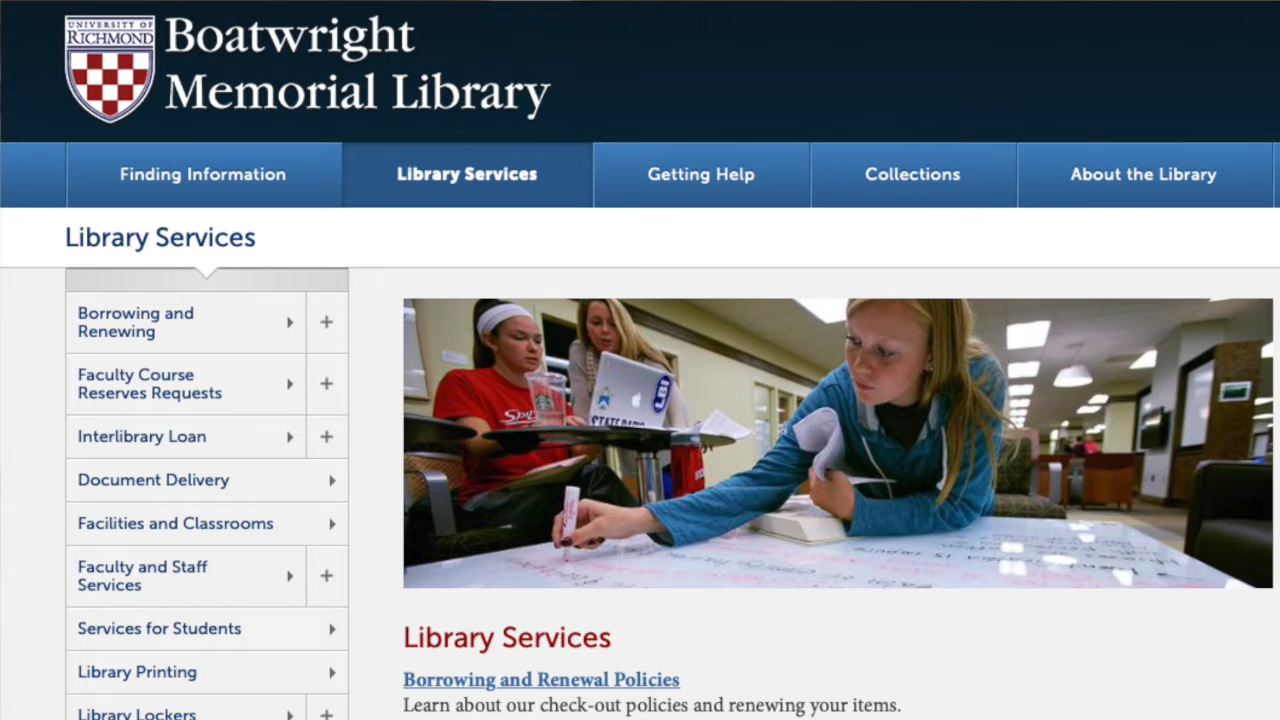 UNIVERSITY OF
RICHMOND
Boatwright
Memorial Library
Finding Information
Library Services
Getting Help
Collections
About the Library
Library Services
Borrowing and
Renewing
Faculty Course
Reserves Requests
Interlibrary Loan
Document Delivery
Facilities and Classrooms
Faculty and Staff
Services
Services for Students
Library Printing
Library Lockers
LBI
Library Services
Borrowing and Renewal Policies
Learn about our check-out policies and renewing your items.